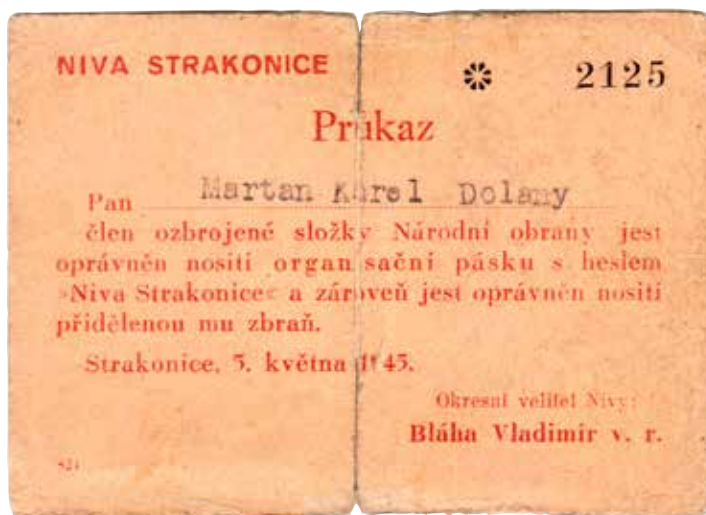 NIVA STRAKONICE
✻ 2125
Průkaz
Pan Martan Karel Dolany
člen ozbrojené složky Národní obrany jest
oprávněn nositi organisační pásku s heslem
»Niva Strakonice« a zároveň jest oprávněn nositi
přidělenou mu zbraň.
Strakonice, 5. května 1945.
Okresní velitel Nivy:
Bláha Vladimír v. r.